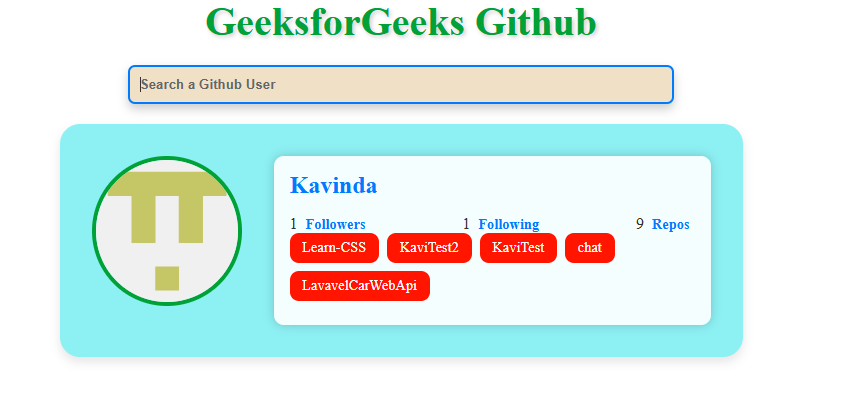 GeeksforGeeks Github
Search a Github User
Kavinda
1 Followers 1 Following 9 Repos
Learn-CSS KaviTest2 KaviTest chat
LavavelCarWebApi